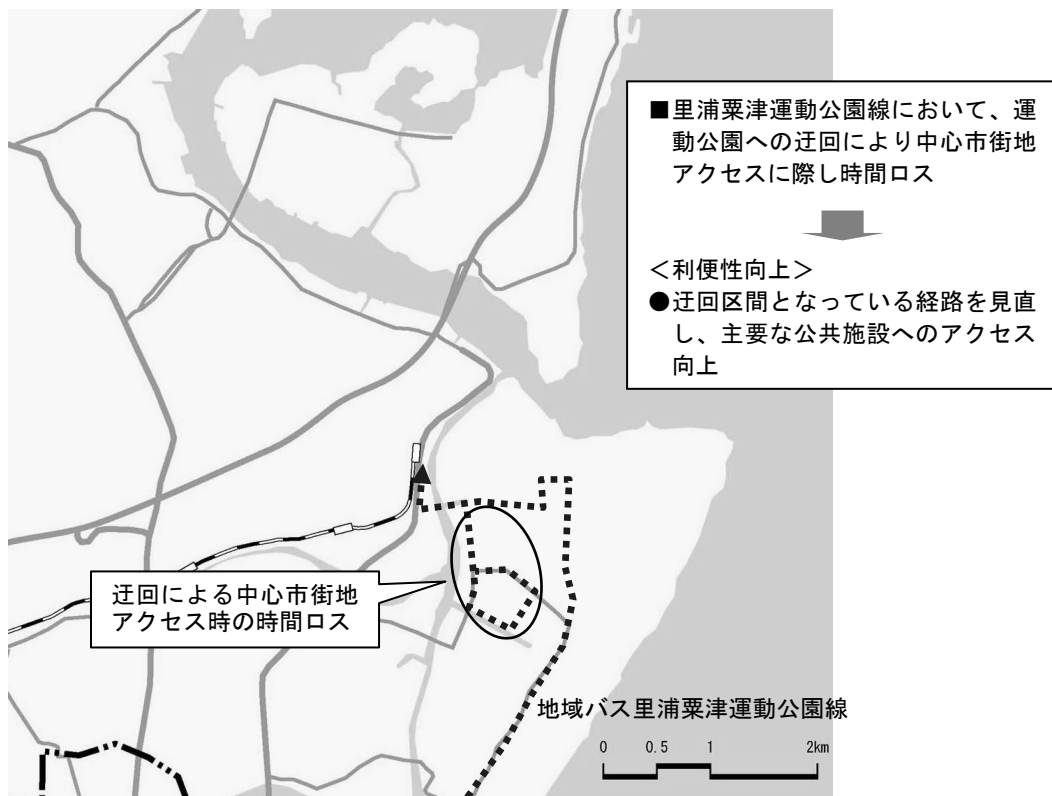 ■里浦粟津運動公園線において、運
動公園への迂回により中心市街地
アクセスに際し時間ロス
＜利便性向上＞
●迂回区間となっている経路を見直
し、主要な公共施設へのアクセス
向上
迂回による中心市街地
アクセス時の時間ロス
地域バス里浦粟津運動公園線
0 0.5 1 2km